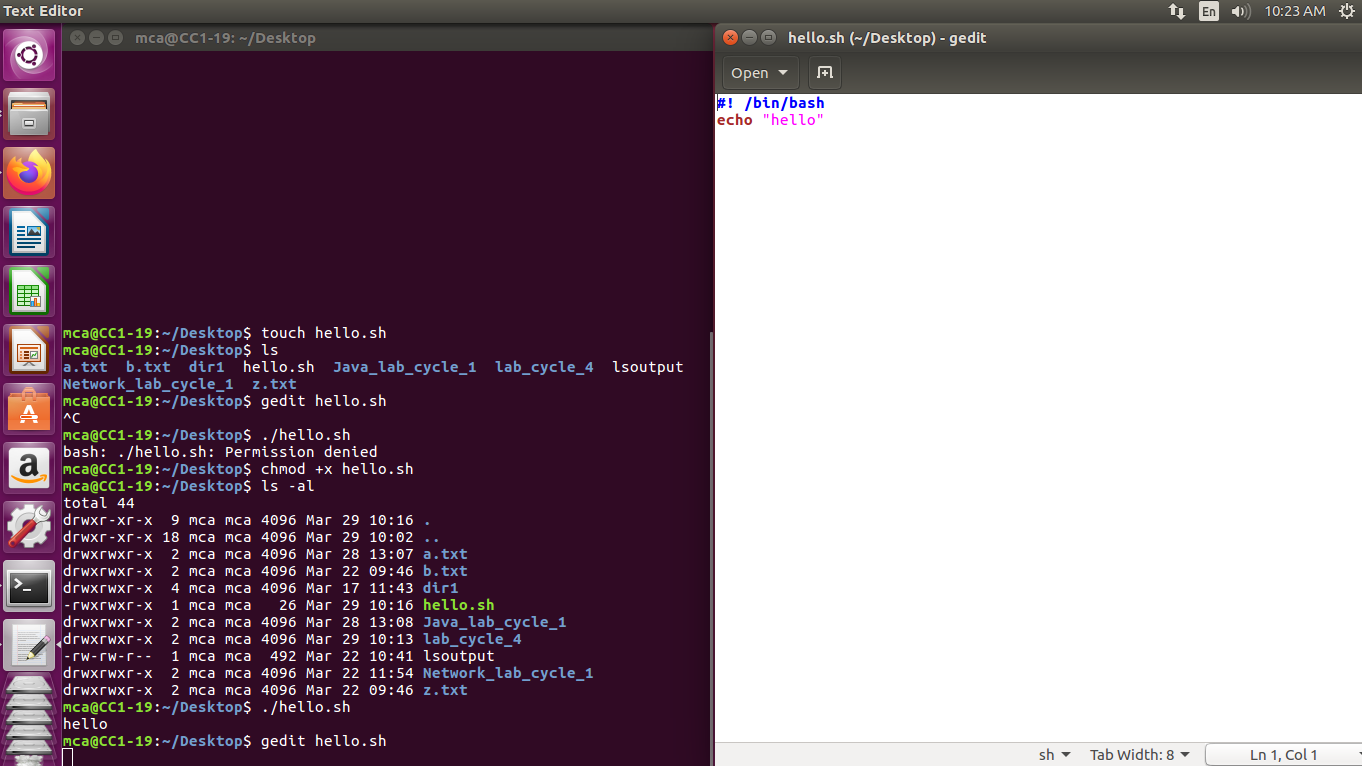 Text Editor
En
10:23 AM
mca@CC1-19: ~/Desktop
mca@CC1-19:~/Desktop$ touch hello.sh
mca@CC1-19:~/Desktop$ ls
a.txt  b.txt  dir1  hello.sh  Java_lab_cycle_1  lab_cycle_4  lsoutput
Network_lab_cycle_1  z.txt
mca@CC1-19:~/Desktop$ gedit hello.sh
^C
mca@CC1-19:~/Desktop$ ./hello.sh
bash: ./hello.sh: Permission denied
mca@CC1-19:~/Desktop$ chmod +x hello.sh
mca@CC1-19:~/Desktop$ ls -al
total 44
drwxr-xr-x  9 mca mca 4096 Mar 29 10:16 .
drwxr-xr-x 18 mca mca 4096 Mar 29 10:02 ..
drwxrwxr-x  2 mca mca 4096 Mar 28 13:07 a.txt
drwxrwxr-x  2 mca mca 4096 Mar 22 09:46 b.txt
drwxrwxr-x  4 mca mca 4096 Mar 17 11:43 dir1
-rwxrwxr-x  1 mca mca   26 Mar 29 10:16 hello.sh
drwxrwxr-x  2 mca mca 4096 Mar 28 13:08 Java_lab_cycle_1
drwxrwxr-x  2 mca mca 4096 Mar 29 10:13 lab_cycle_4
-rw-rw-r--  1 mca mca  492 Mar 22 10:41 lsoutput
drwxrwxr-x  2 mca mca 4096 Mar 22 11:54 Network_lab_cycle_1
drwxrwxr-x  2 mca mca 4096 Mar 22 09:46 z.txt
mca@CC1-19:~/Desktop$ ./hello.sh
hello
mca@CC1-19:~/Desktop$ gedit hello.sh
hello.sh (~/Desktop) - gedit
Open
#! /bin/bash
echo "hello"
sh
Tab Width: 8
Ln 1, Col 1